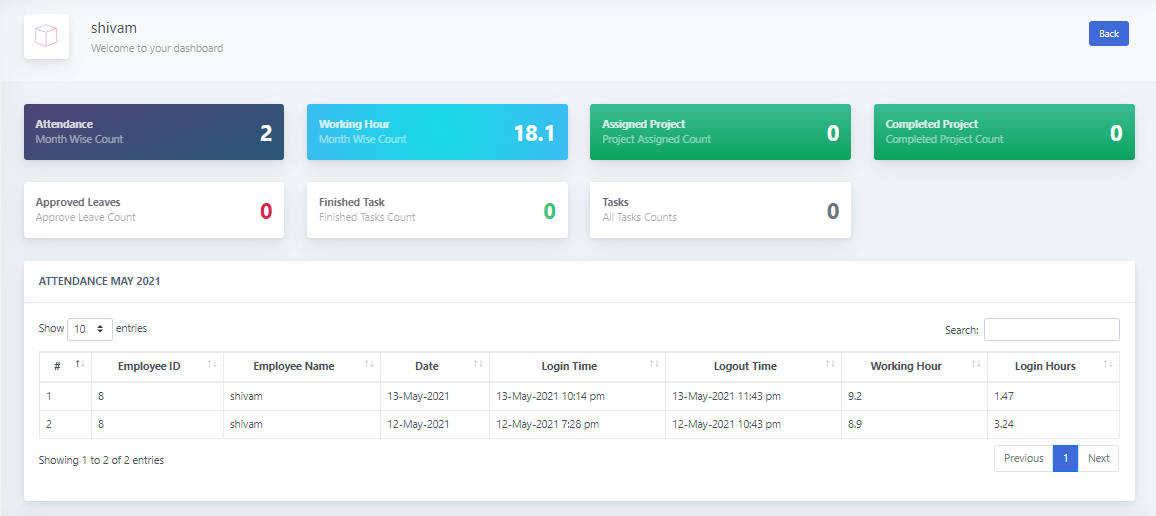 shivam
Welcome to your dashboard
Back
Attendance
Month Wise Count
2
Working Hour
Month Wise Count
18.1
Assigned Project
Project Assigned Count
0
Completed Project
Completed Project Count
0
Approved Leaves
Approve Leave Count
0
Finished Task
Finished Tasks Count
0
Tasks
All Tasks Counts
0
ATTENDANCE MAY 2021
Show 10 entries
Search:
# Employee ID Employee Name Date Login Time Logout Time Working Hour Login Hours
1 8 shivam 13-May-2021 13-May-2021 10:14 pm 13-May-2021 11:43 pm 9.2 1.47
2 8 shivam 12-May-2021 12-May-2021 7:28 pm 12-May-2021 10:43 pm 8.9 3.24
Showing 1 to 2 of 2 entries
Previous 1 Next